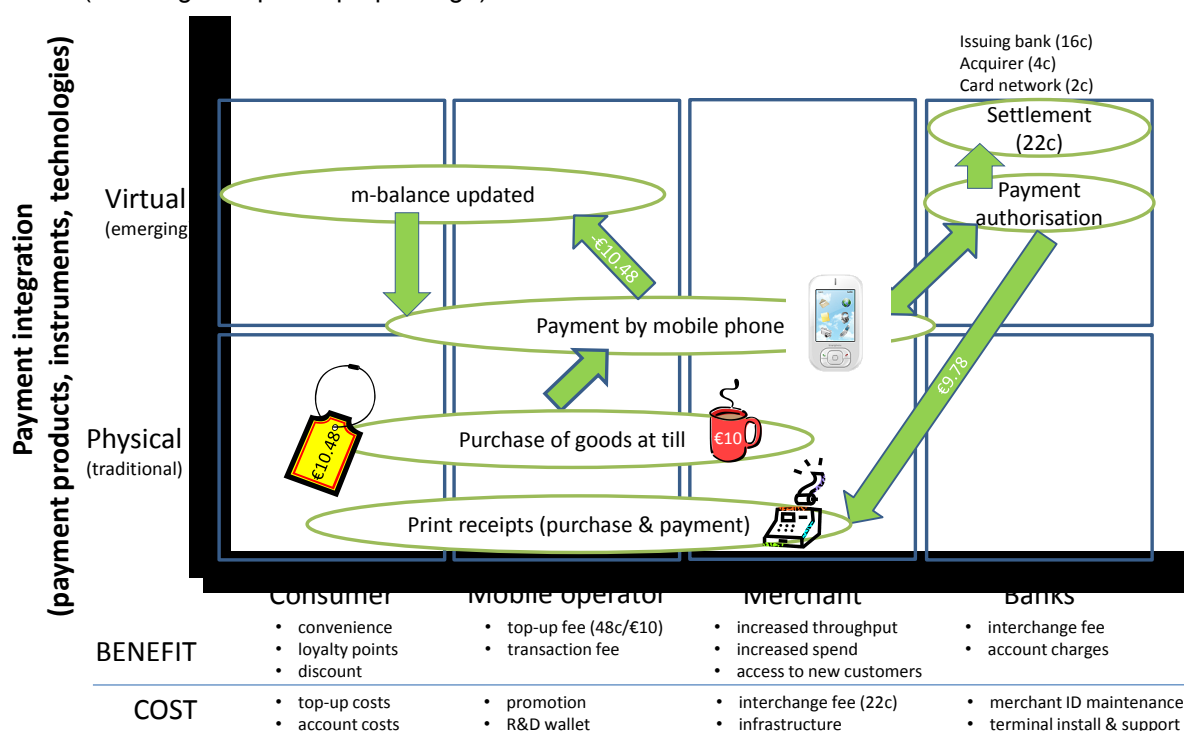 Issuing bank (16c)
Acquirer (4c)
Card network (2c)
Payment integration
(payment products, instruments, technologies)
Settlement
(22c)
Virtual
(emerging
m-balance updated
Payment
authorisation
-€10.48
Payment by mobile phone
€9.78
Physical
(traditional)
€10.48
Purchase of goods at till
€10
Print receipts (purchase & payment)
Consumer
Mobile operator
Merchant
Banks
BENEFIT
• convenience
• loyalty points
• discount
• top-up fee (48c/€10)
• transaction fee
• increased throughput
• increased spend
• access to new customers
• interchange fee
• account charges
COST
• top-up costs
• account costs
• promotion
• R&D wallet
• interchange fee (22c)
• infrastructure
• merchant ID maintenance
• terminal install & support